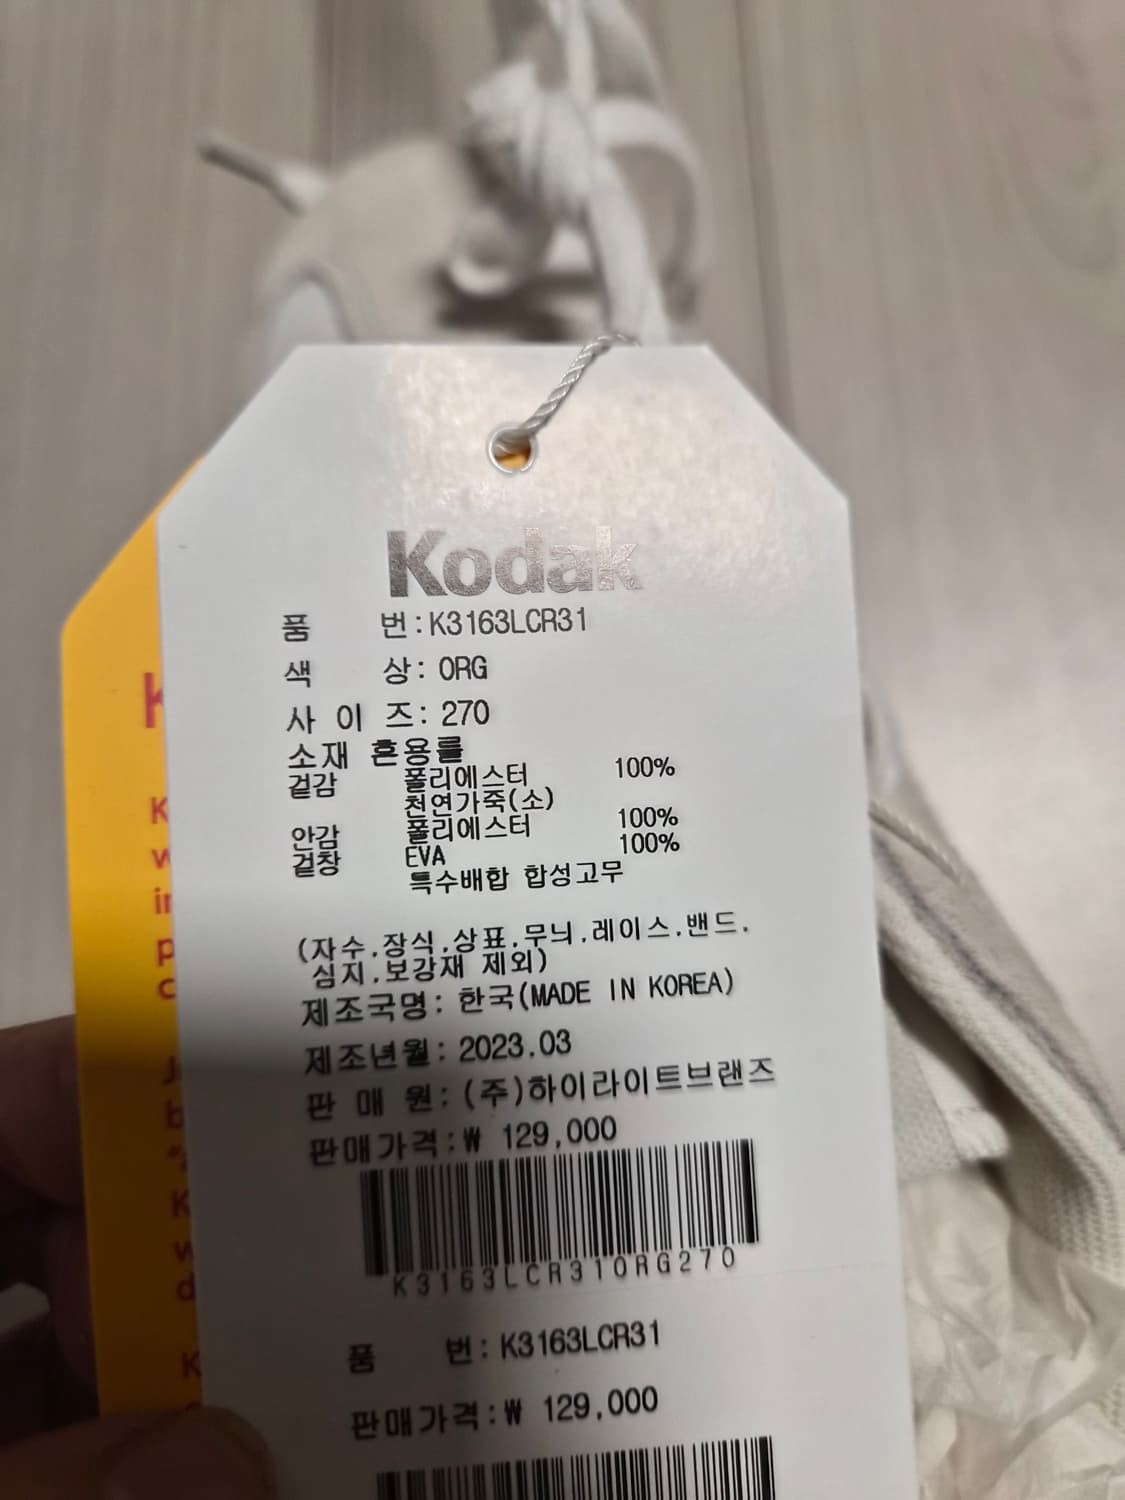 Kodak
품 번:K3163LCR31
색 상: ORG
사 이 즈: 270
소재 혼용률
겉감 폴리에스터 100%
천연가죽(소)
안감 폴리에스터 100%
겉창 EVA 100%
특수배합 합성고무
(자수.장식.상표.무늬.레이스.밴드.
심지.보강재 제외)
제조국명: 한국(MADE IN KOREA)
제조년월: 2023.03
판 매 원: (주)하이라이트브랜즈
판매가격:₩ 129,000
K3163LCR31ORG270
품 번: K3163LCR31
판매가격:₩ 129,000